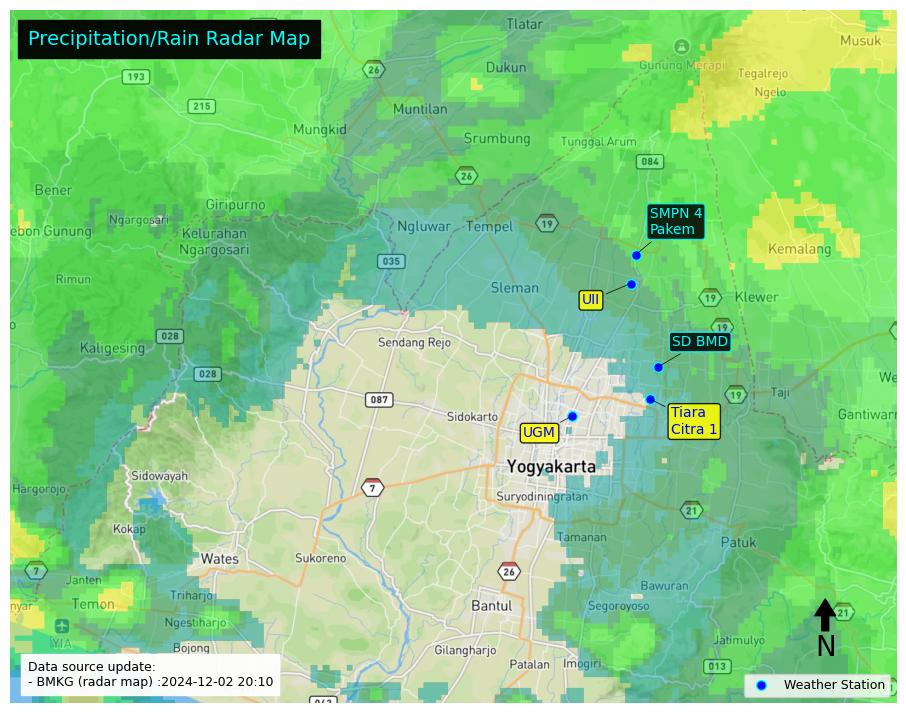 Precipitation/Rain Radar Map
Tlatar
Musuk
26
Dukun
Gunung Merapi
Tegalrejo
193
Ngelo
215
Muntilan
Mungkid
Srumbung
Tunggal Arum
084
26
Bener
Giripurno
SMPN 4
Pakem
Ngargosari
Kelurahan
Ngargosari
Ngluwar
Tempel
19
ebon Gunung
Kemalang
035
Rimun
Sleman
UII
19
Klewer
19
028
Kaligesing
Sendang Rejo
SD BMD
028
We
087
19
Taji
Sidokarto
UGM
Tiara
Citra 1
Gantiwarn
Yogyakarta
Sidowayah
7
Suryodiningratan
Hargorojo
21
Kokap
Tamanan
Patuk
Wates
Sukoreno
7
26
Janten
Triharjo
Bawuran
nyar
Temon
Bantul
Segoroyoso
21
Ngestiharjo
YIA
Jatimulyo
N
Bojong
Gilangharjo
Patalan
Imogiri
013
Data source update:
- BMKG (radar map) :2024-12-02 20:10
Weather Station